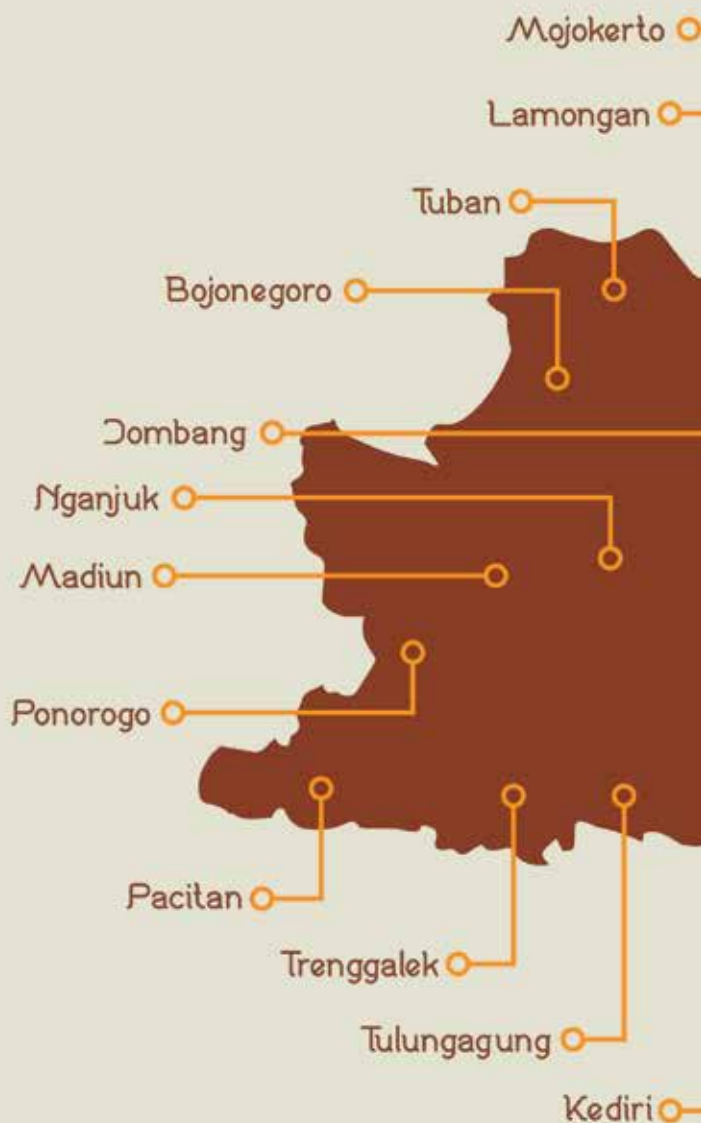 Mojokerto
Lamongan
Tuban
Bojonegoro
Jombang
Nganjuk
Madiun
Ponorogo
Pacitan
Trenggalek
Tulungagung
Kediri